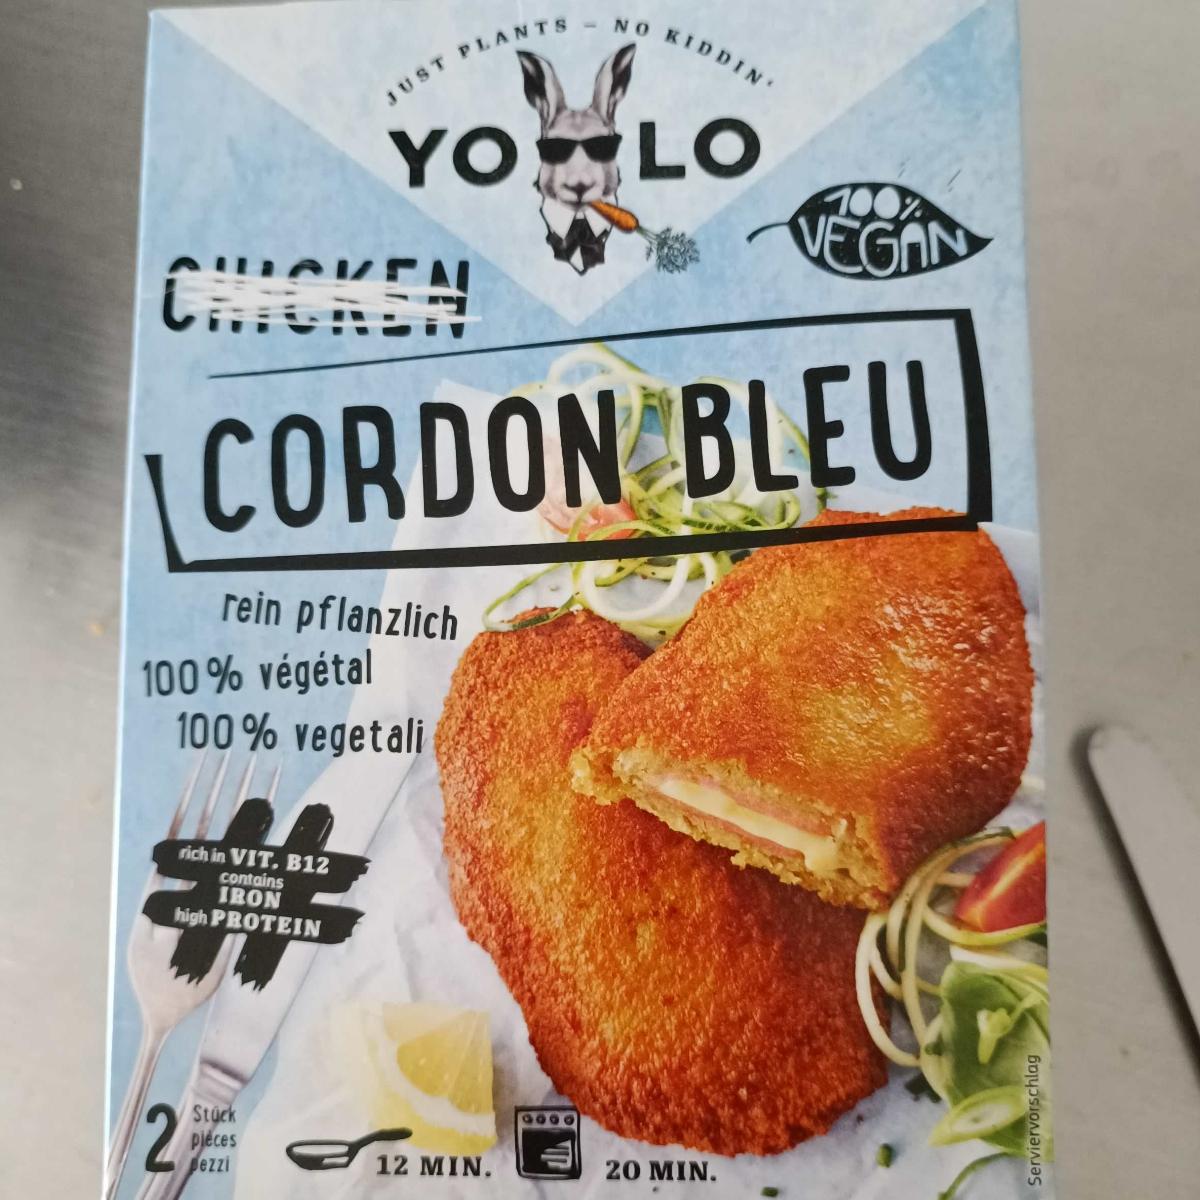 JUST PLANTS – NO KIDDIN'
YOLO
100% VEGAN
CHICKEN
CORDON BLEU
rein pflanzlich
100% végétal
100% vegetali
rich in VIT. B12
contains
IRON
high PROTEIN
2
Stück
pièces
pezzi
12 MIN.
20 MIN.
Serviervorschlag